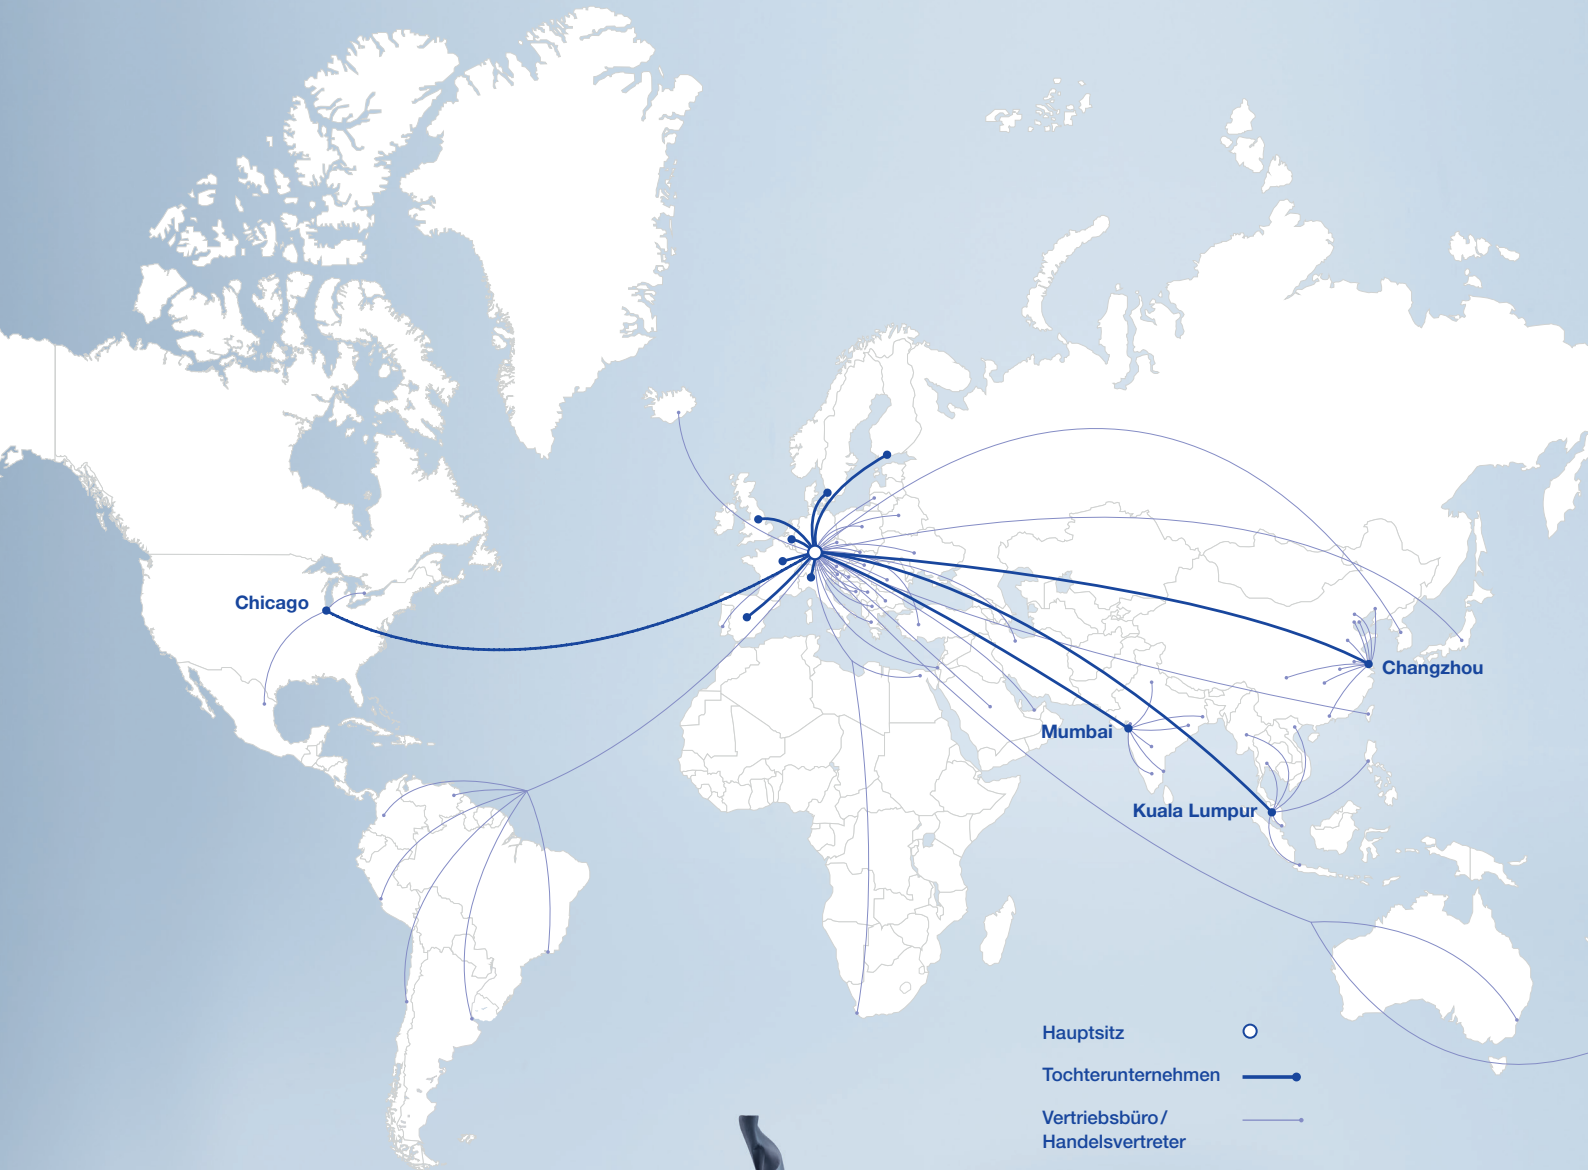 Chicago
Changzhou
Mumbai
Kuala Lumpur
Hauptsitz
Tochterunternehmen
Vertriebsbüro/
Handelsvertreter